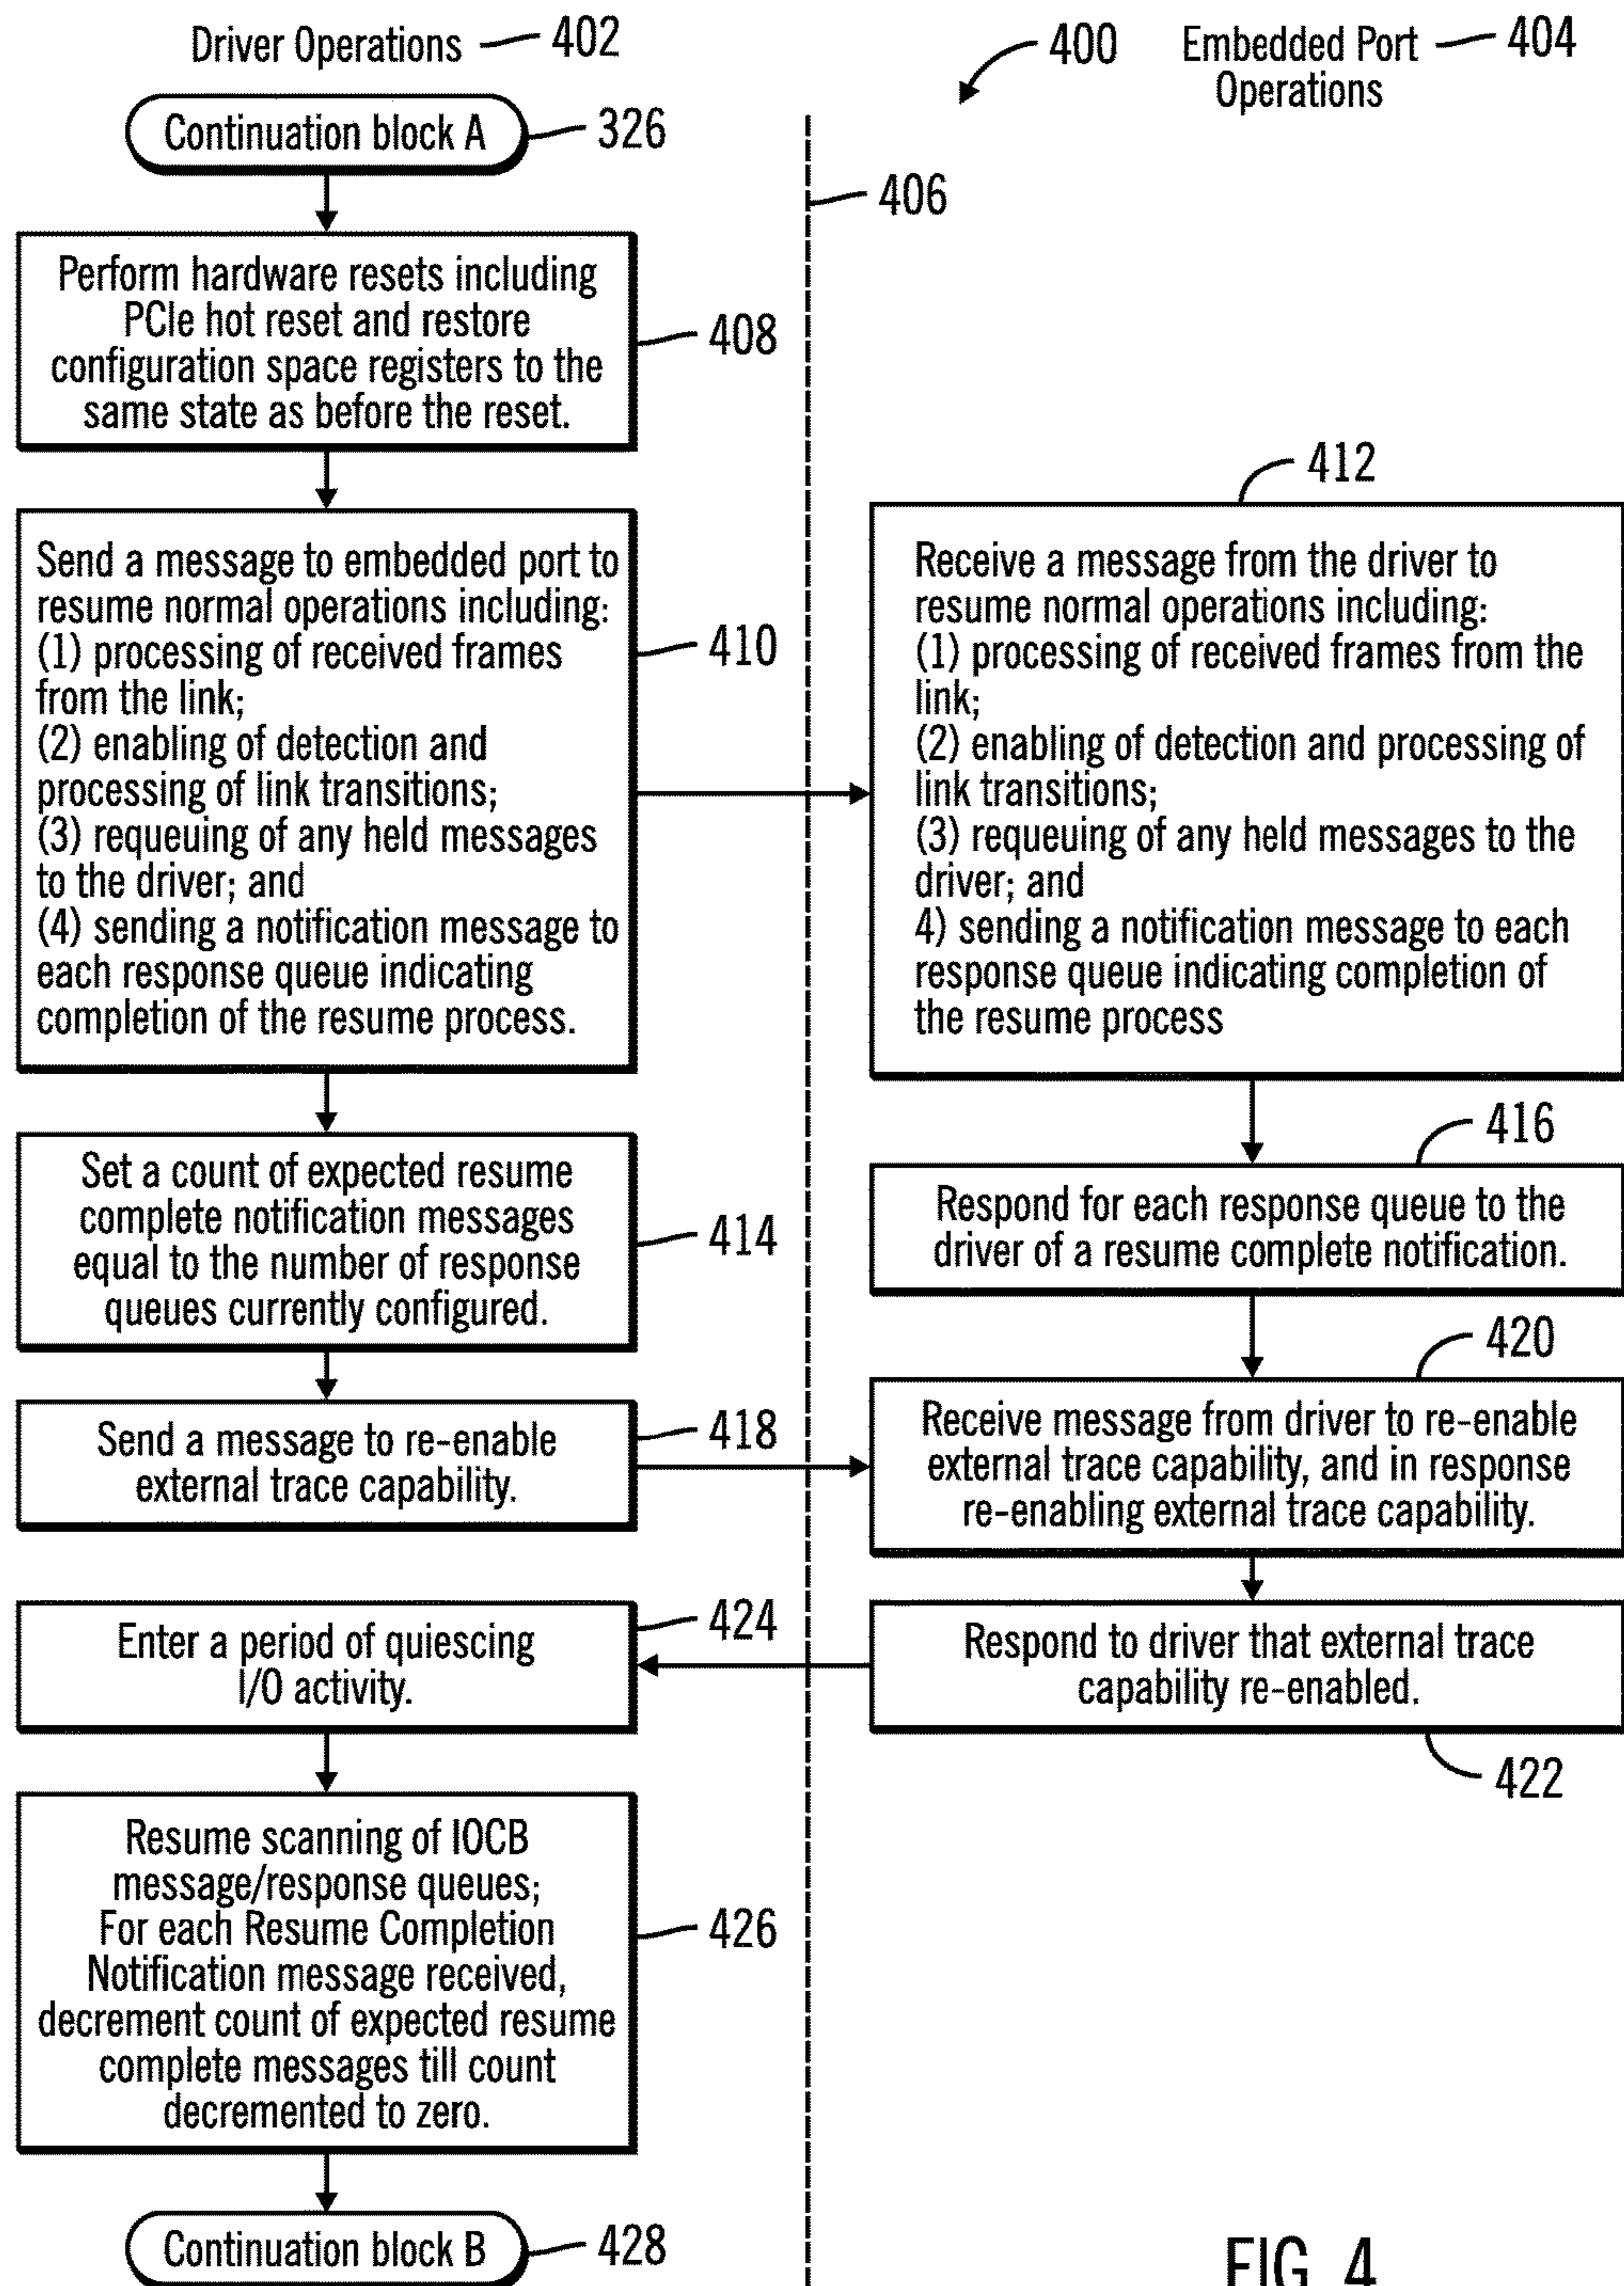 Driver Operations 402
400
Embedded Port 404
Operations
Continuation block A 326
406
Perform hardware resets including
PCIe hot reset and restore
configuration space registers to the
same state as before the reset.
408
Send a message to embedded port to
resume normal operations including:
(1) processing of received frames
from the link;
(2) enabling of detection and
processing of link transitions;
(3) requeuing of any held messages
to the driver; and
(4) sending a notification message to
each response queue indicating
completion of the resume process.
410
412
Receive a message from the driver to
resume normal operations including:
(1) processing of received frames from the
link;
(2) enabling of detection and processing of
link transitions;
(3) requeuing of any held messages to the
driver; and
4) sending a notification message to each
response queue indicating completion of
the resume process
Set a count of expected resume
complete notification messages
equal to the number of response
queues currently configured.
414
416
Respond for each response queue to the
driver of a resume complete notification.
Send a message to re-enable
external trace capability.
418
420
Receive message from driver to re-enable
external trace capability, and in response
re-enabling external trace capability.
Enter a period of quiescing
I/O activity.
424
Respond to driver that external trace
capability re-enabled.
422
Resume scanning of IOCB
message/response queues;
For each Resume Completion
Notification message received,
decrement count of expected resume
complete messages till count
decremented to zero.
426
Continuation block B 428
FIG. 4